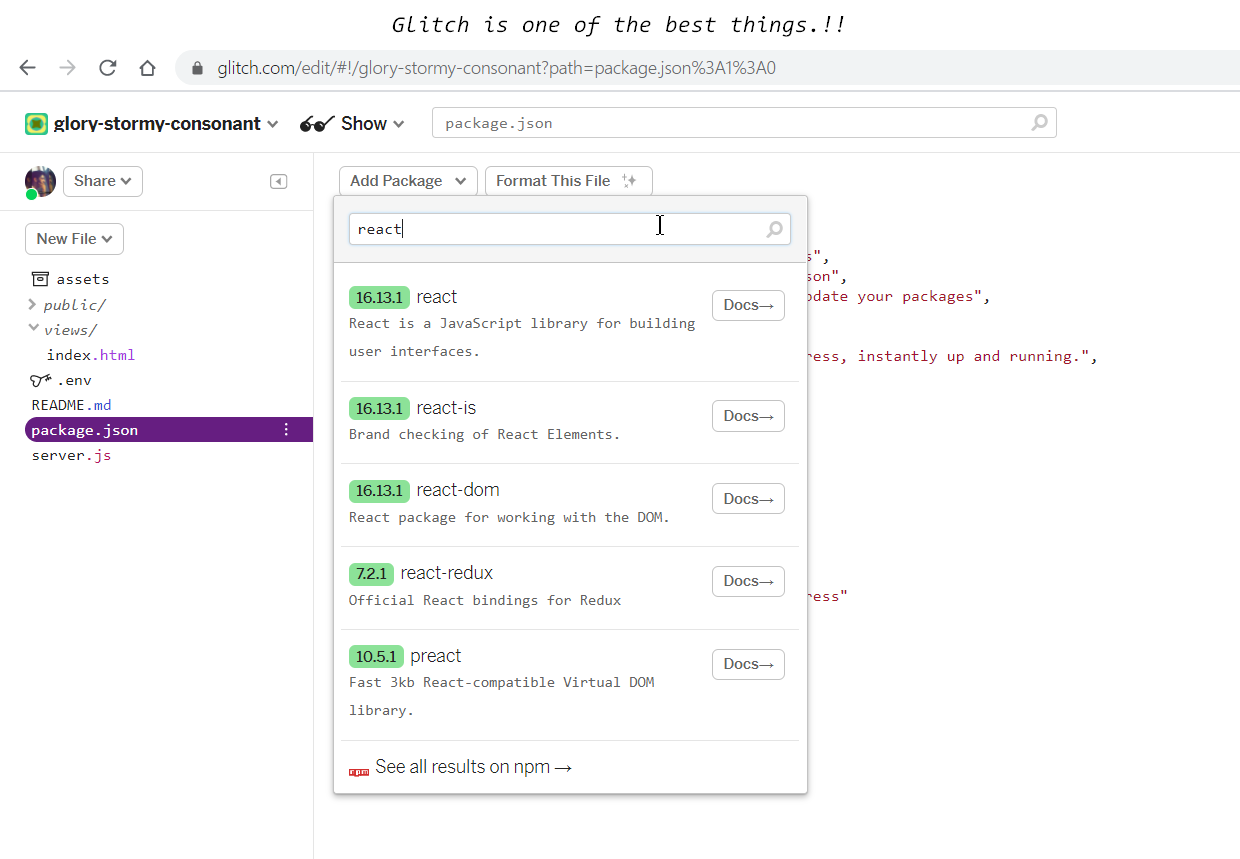 Glitch is one of the best things.!!
glitch.com/edit/#!/glory-stormy-consonant?path=package.json%3A1%3A0
glory-stormy-consonant Show package.json
Share Add Package Format This File
New File react
assets
public/
views/
index.html
.env
README.md
package.json
server.js
16.13.1 react Docs→
React is a JavaScript library for building
user interfaces.
16.13.1 react-is Docs→
Brand checking of React Elements.
16.13.1 react-dom Docs→
React package for working with the DOM.
7.2.1 react-redux Docs→
Official React bindings for Redux
10.5.1 preact Docs→
Fast 3kb React-compatible Virtual DOM
library.
npm See all results on npm →
s",
son",
pdate your packages",
ress, instantly up and running.",
ress"